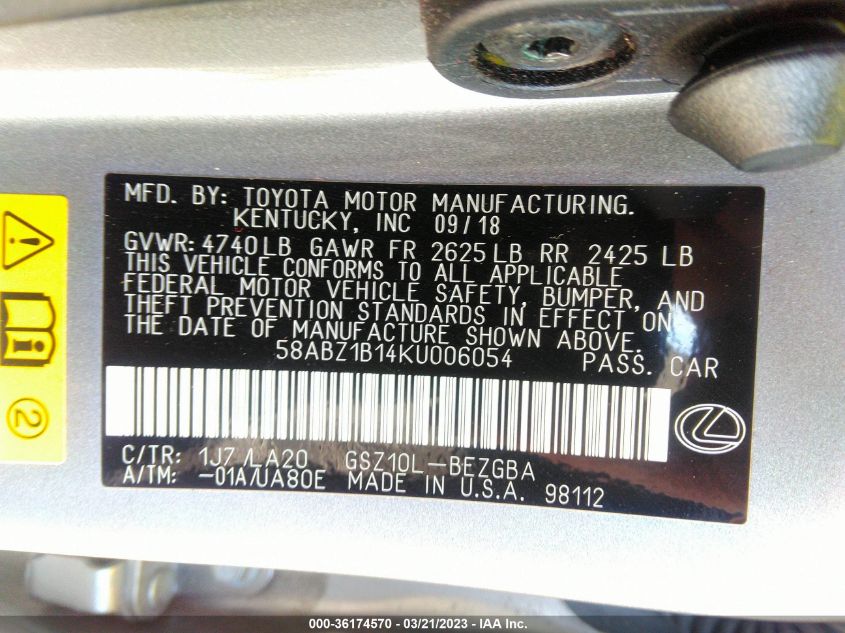 MFD. BY: TOYOTA MOTOR MANUFACTURING.
KENTUCKY, INC 09/18
GVWR: 4740LB GAWR FR 2625LB RR 2425 LB
THIS VEHICLE CONFORMS TO ALL APPLICABLE
FEDERAL MOTOR VEHICLE SAFETY, BUMPER, AND
THEFT PREVENTION STANDARDS IN EFFECT ON
THE DATE OF MANUFACTURE SHOWN ABOVE.
58ABZ1B14KU006054 PASS. CAR
C/TR: 1J7/LA20 GSZ10L-BEZGBA
A/TM: -01A/UA80E MADE IN U.S.A. 98112
2
000-36174570 - 03/21/2023 - IAA Inc.